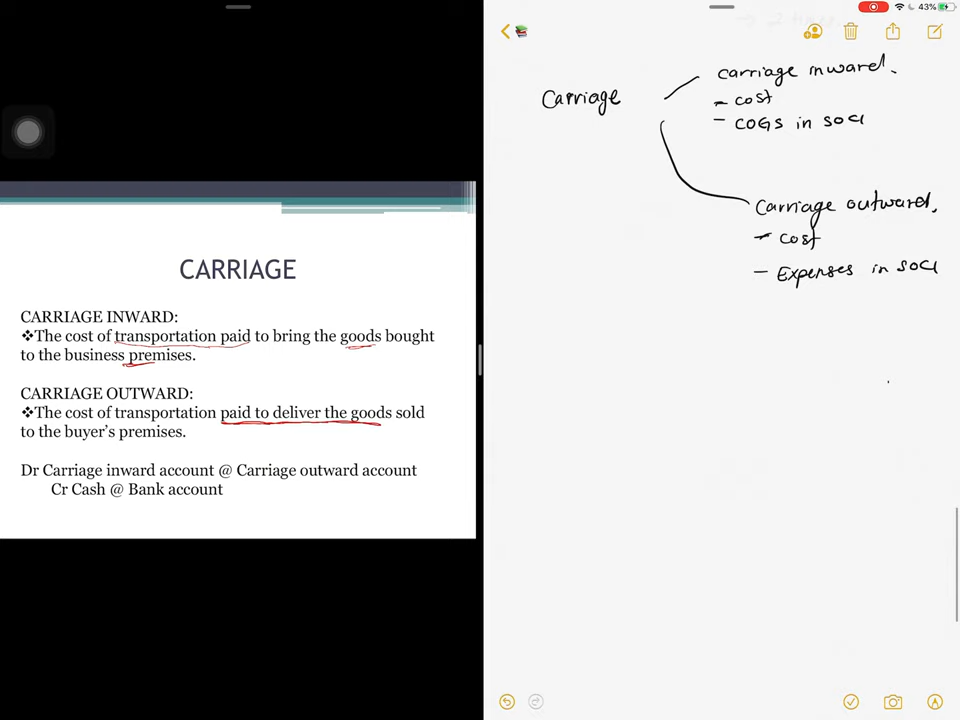 43%
CARRIAGE
CARRIAGE INWARD:
❖The cost of transportation paid to bring the goods bought
to the business premises.
CARRIAGE OUTWARD:
❖The cost of transportation paid to deliver the goods sold
to the buyer's premises.
Dr Carriage inward account @ Carriage outward account
Cr Cash @ Bank account
Carriage
carriage inward.
- cost
- COGS in SOCI
Carriage outward.
- cost
- Expenses in SOCI